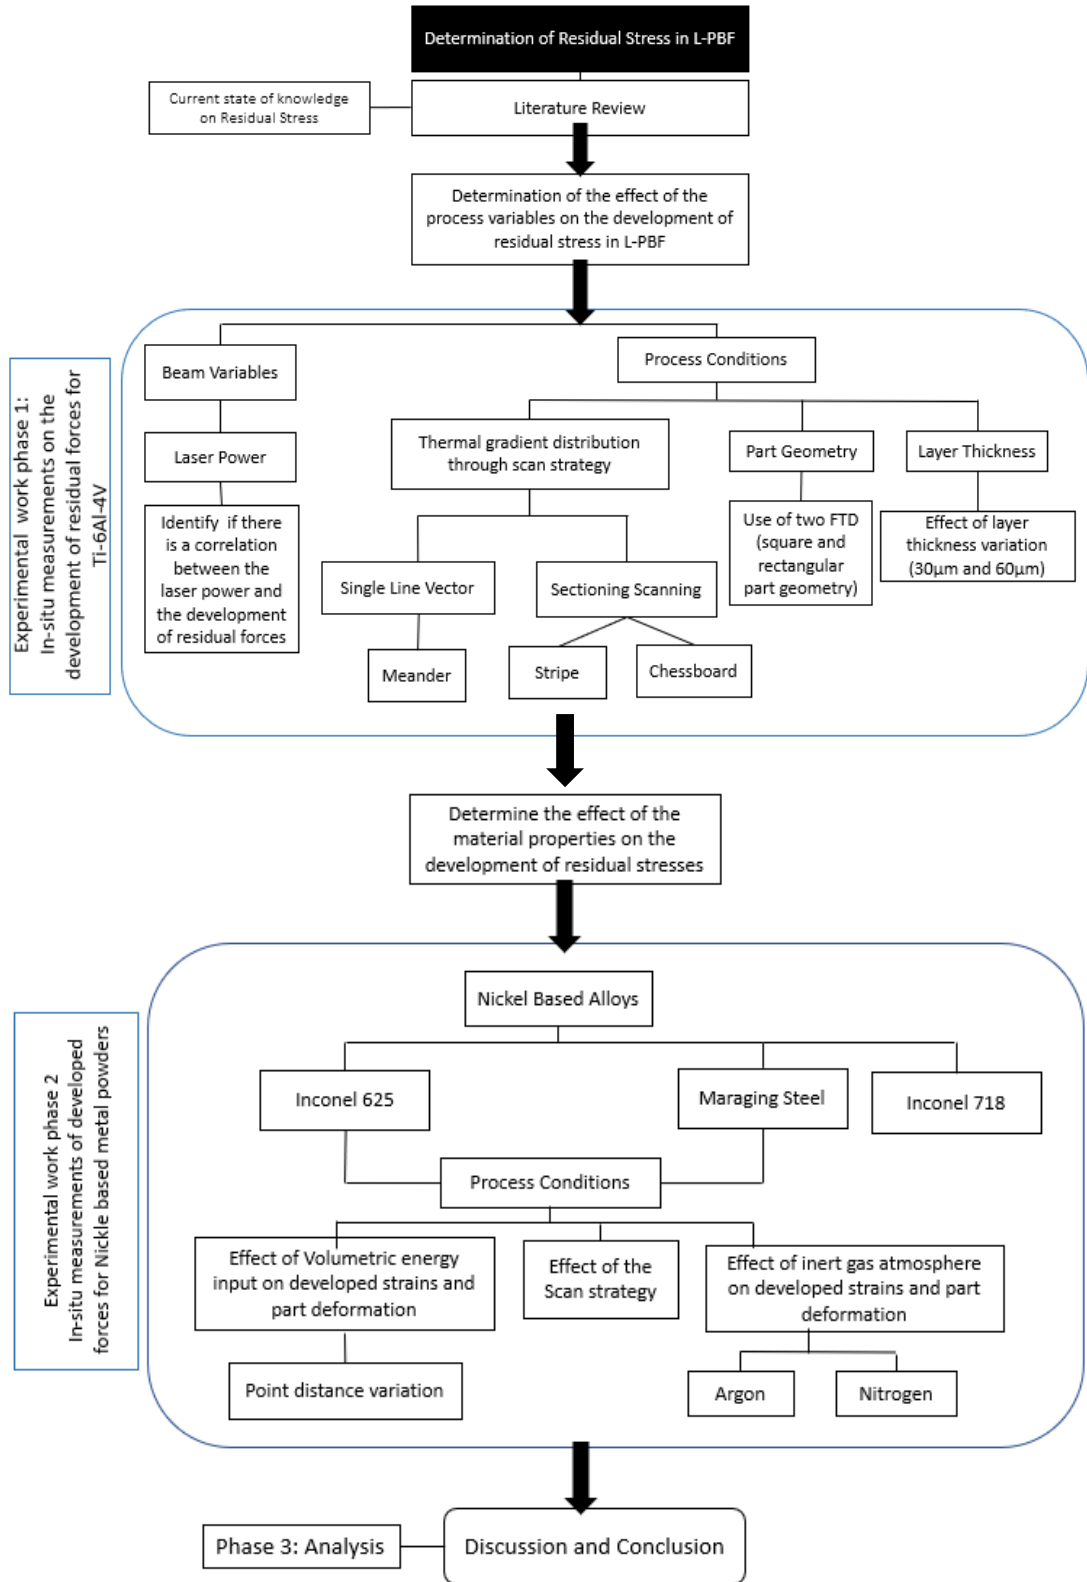 Determination of Residual Stress in L-PBF
Current state of knowledge
on Residual Stress
Literature Review
Determination of the effect of the
process variables on the development of
residual stress in L-PBF
Experimental work phase 1:
In-situ measurements on the
development of residual forces for
Ti-6Al-4V
Beam Variables
Process Conditions
Laser Power
Thermal gradient distribution
through scan strategy
Part Geometry
Layer Thickness
Identify if there
is a correlation
between the
laser power and
the development
of residual forces
Use of two FTD
(square and
rectangular
part geometry)
Effect of layer
thickness variation
(30μm and 60μm)
Single Line Vector
Sectioning Scanning
Meander
Stripe
Chessboard
Determine the effect of the
material properties on the
development of residual stresses
Experimental work phase 2
In-situ measurements of developed
forces for Nickle based metal powders
Nickel Based Alloys
Inconel 625
Maraging Steel
Inconel 718
Process Conditions
Effect of Volumetric energy
input on developed strains and
part deformation
Effect of the
Scan strategy
Effect of inert gas atmosphere
on developed strains and part
deformation
Point distance variation
Argon
Nitrogen
Phase 3: Analysis
Discussion and Conclusion